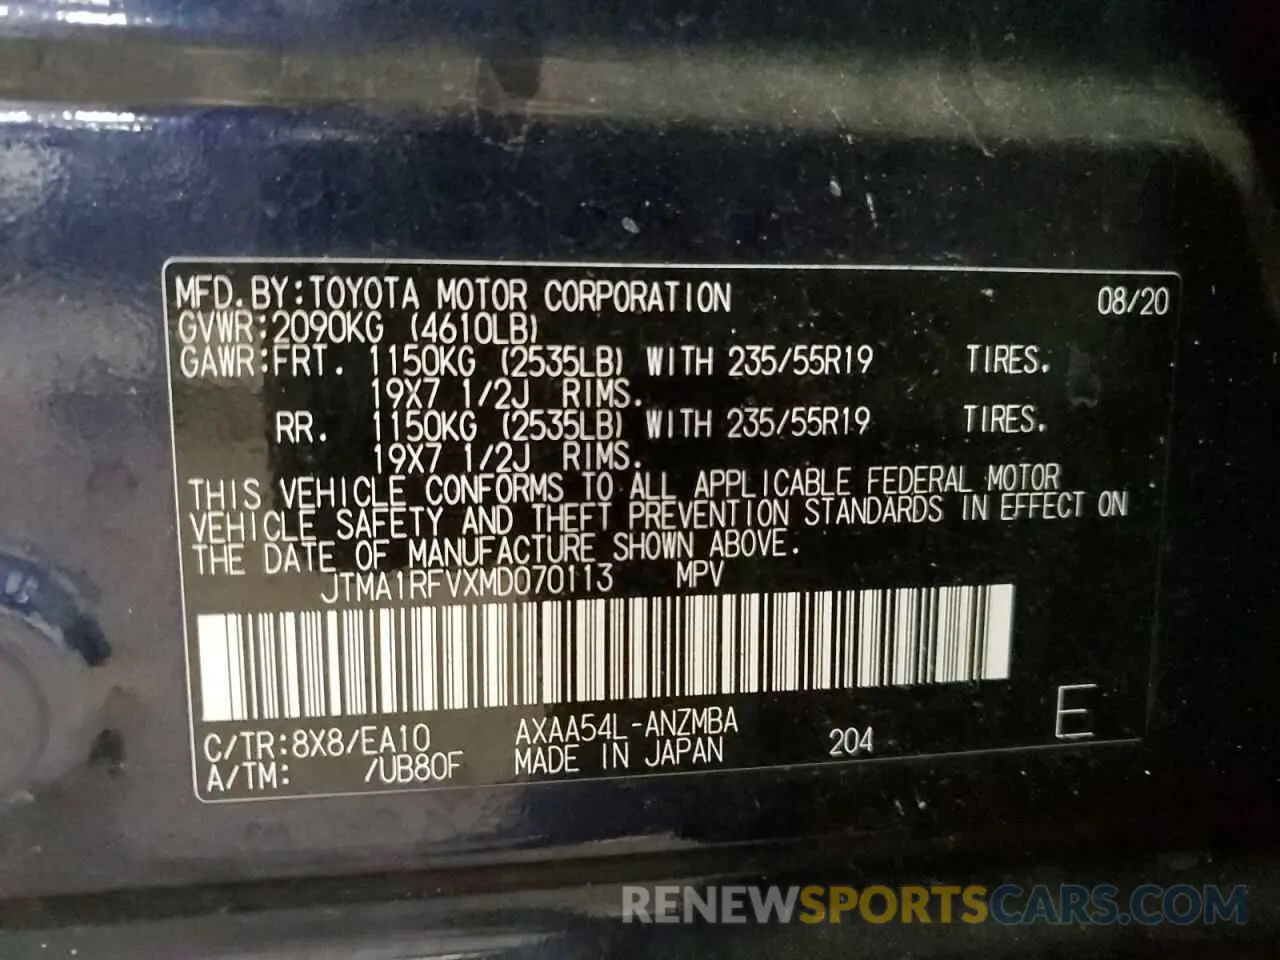 MFD.BY:TOYOTA MOTOR CORPORATION 08/20
GVWR:2090KG (4610LB)
GAWR:FRT. 1150KG (2535LB) WITH 235/55R19 TIRES.
19X7 1/2J RIMS.
RR. 1150KG (2535LB) WITH 235/55R19 TIRES.
19X7 1/2J RIMS.
THIS VEHICLE CONFORMS TO ALL APPLICABLE FEDERAL MOTOR
VEHICLE SAFETY AND THEFT PREVENTION STANDARDS IN EFFECT ON
THE DATE OF MANUFACTURE SHOWN ABOVE.
JTMA1RFVXMD070113 MPV
C/TR:8X8/EA10 AXAA54L-ANZMBA
A/TM: /UB80F MADE IN JAPAN 204 E
RENEWSPORTSCARS.COM